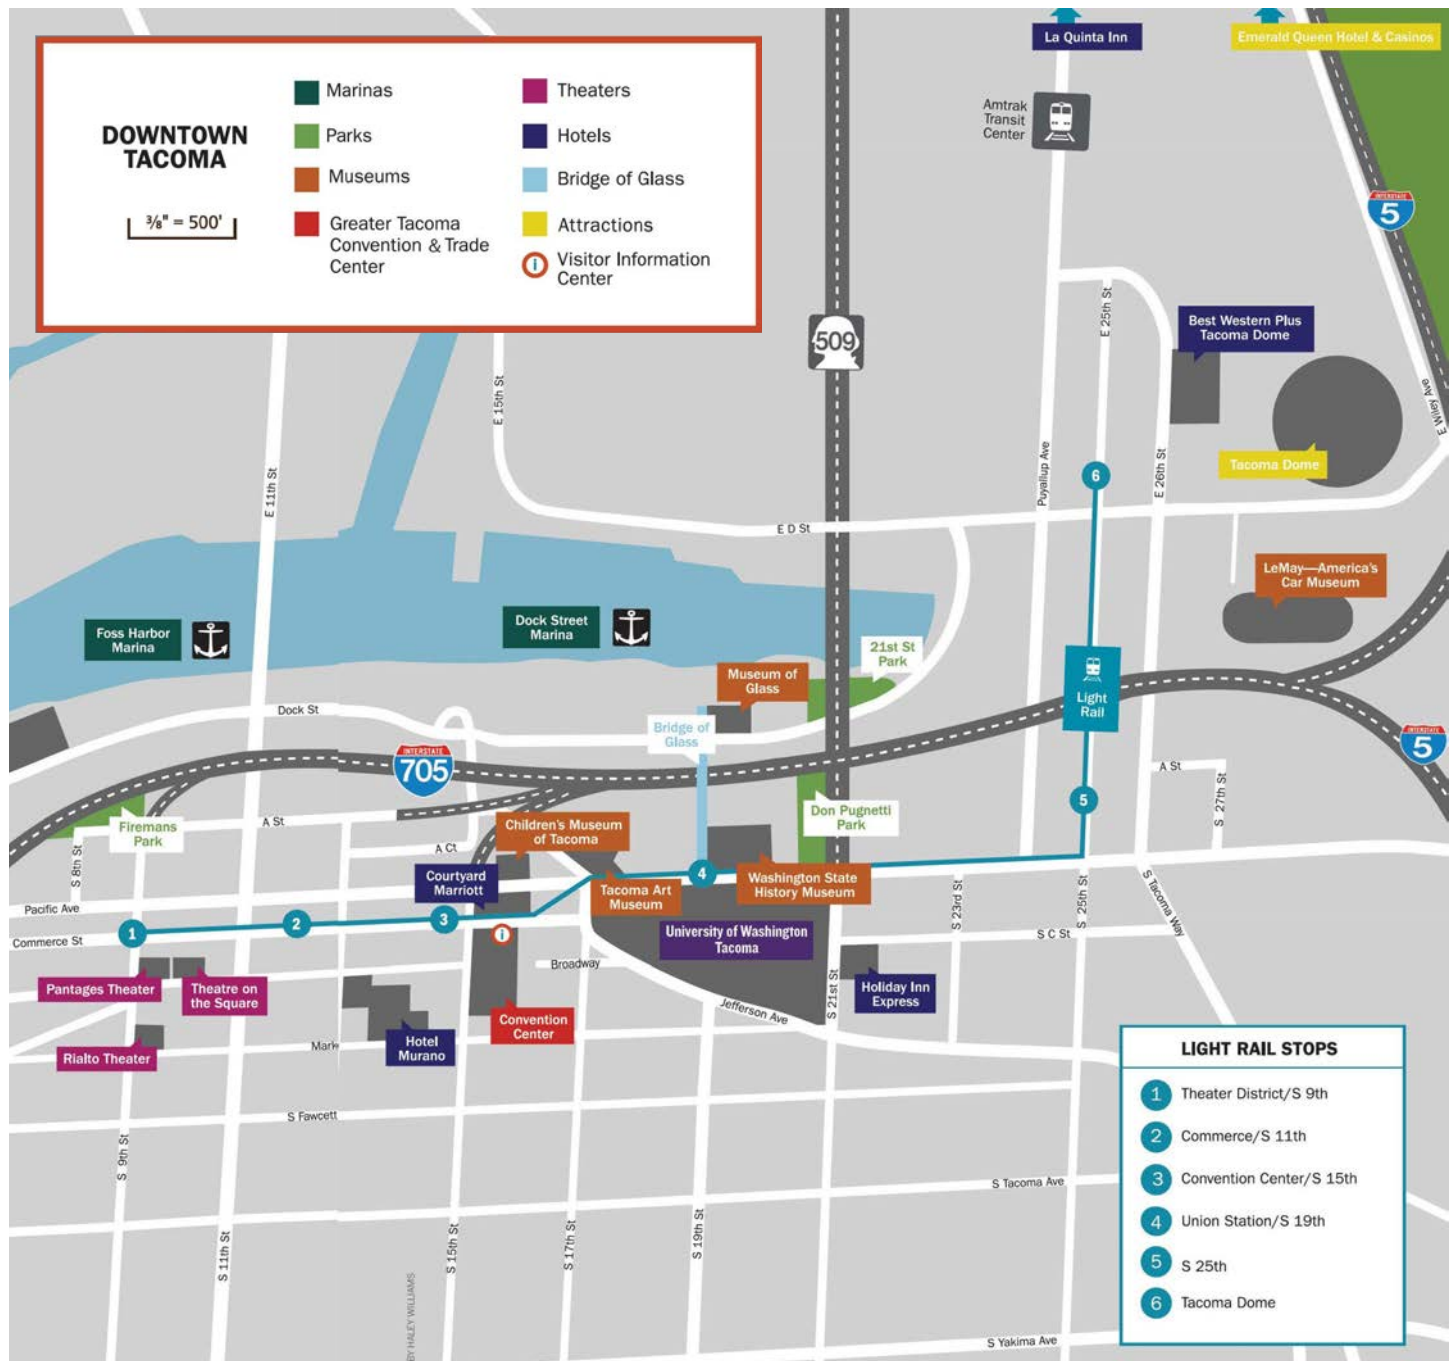 DOWNTOWN
TACOMA
⅜" = 500'
Marinas
Parks
Museums
Greater Tacoma
Convention & Trade
Center
Theaters
Hotels
Bridge of Glass
Attractions
i
Visitor Information
Center
La Quinta Inn
Emerald Queen Hotel & Casinos
Amtrak
Transit
Center
INTERSTATE
5
E 25th St
Best Western Plus
Tacoma Dome
509
E 15th St
E Wiley Ave
Tacoma Dome
Puyallup Ave
E 26th St
6
E 11th St
E D St
LeMay—America's
Car Museum
Foss Harbor
Marina
Dock Street
Marina
21st St
Park
Museum of
Glass
Light
Rail
Dock St
Bridge of
Glass
INTERSTATE
5
INTERSTATE
705
A St
5
S 27th St
Firemans
Park
A St
Children's Museum
of Tacoma
Don Pugnetti
Park
A Ct
S 8th St
Courtyard
Marriott
4
Tacoma Art
Museum
Washington State
History Museum
S 23rd St
S 25th St
S Tacoma Way
Pacific Ave
1
2
3
i
Commerce St
University of Washington
Tacoma
S C St
Broadway
Pantages Theater
Theatre on
the Square
S 21st St
Holiday Inn
Express
Jefferson Ave
Convention
Center
Hotel
Murano
Mark
Rialto Theater
S Fawcett
S 9th St
S Tacoma Ave
S 11th St
S 15th St
S 17th St
S 19th St
BY HALEY WILLIAMS
S Yakima Ave
LIGHT RAIL STOPS
1 Theater District/S 9th
2 Commerce/S 11th
3 Convention Center/S 15th
4 Union Station/S 19th
5 S 25th
6 Tacoma Dome